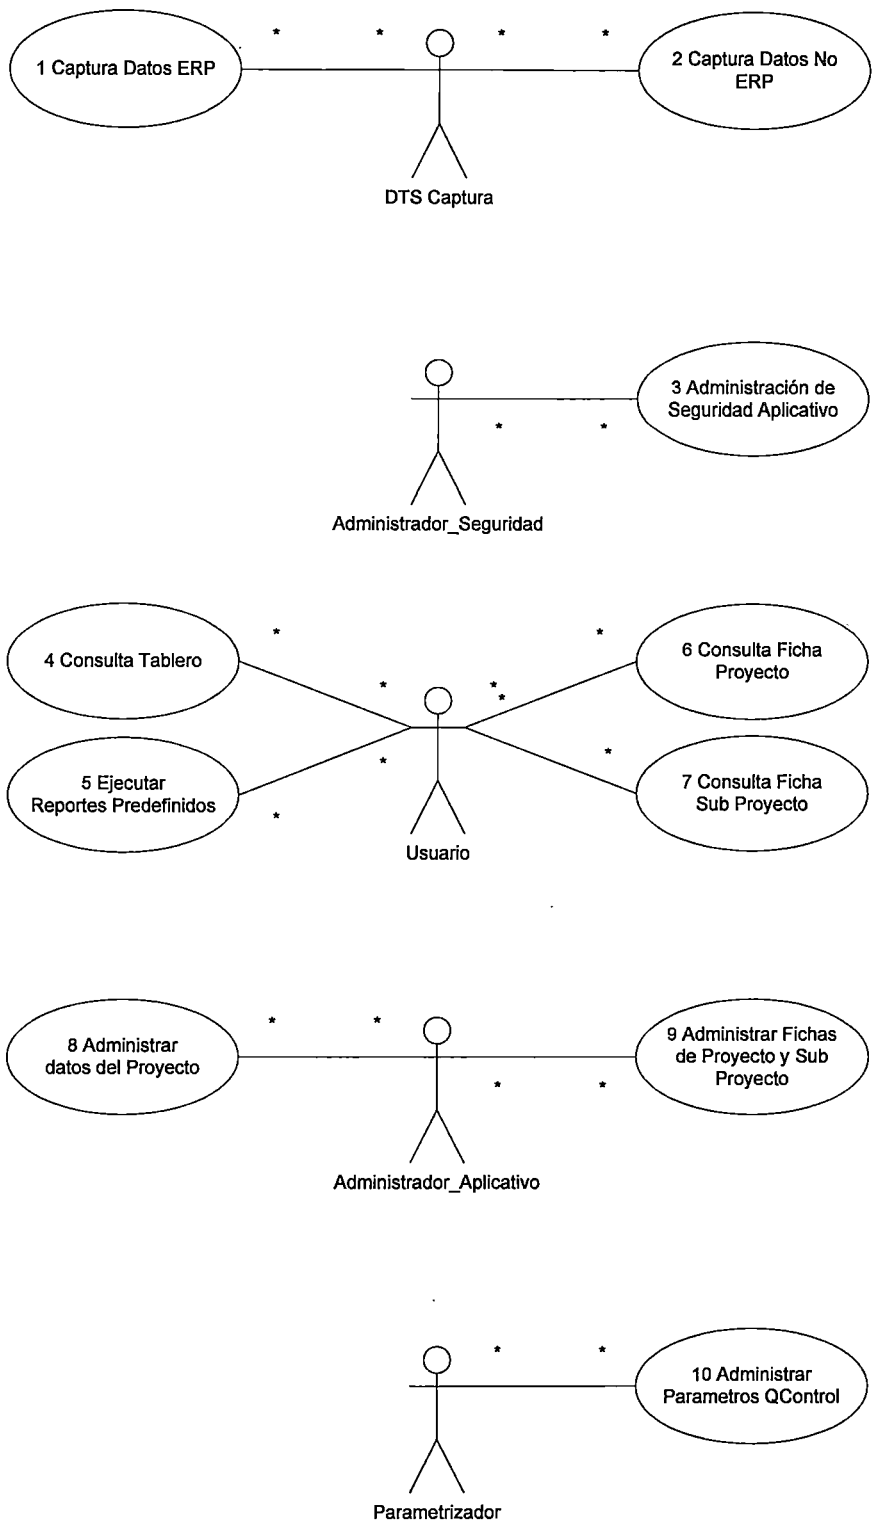 * * * *
1 Captura Datos ERP
2 Captura Datos No
ERP
DTS Captura
3 Administración de
Seguridad Aplicativo
* *
Administrador_Seguridad
* *
4 Consulta Tablero
6 Consulta Ficha
Proyecto
* *
*
5 Ejecutar
Reportes Predefinidos
* *
7 Consulta Ficha
Sub Proyecto
*
Usuario
* *
8 Administrar
datos del Proyecto
9 Administrar Fichas
de Proyecto y Sub
Proyecto
* *
Administrador_Aplicativo
* *
10 Administrar
Parametros QControl
Parametrizador